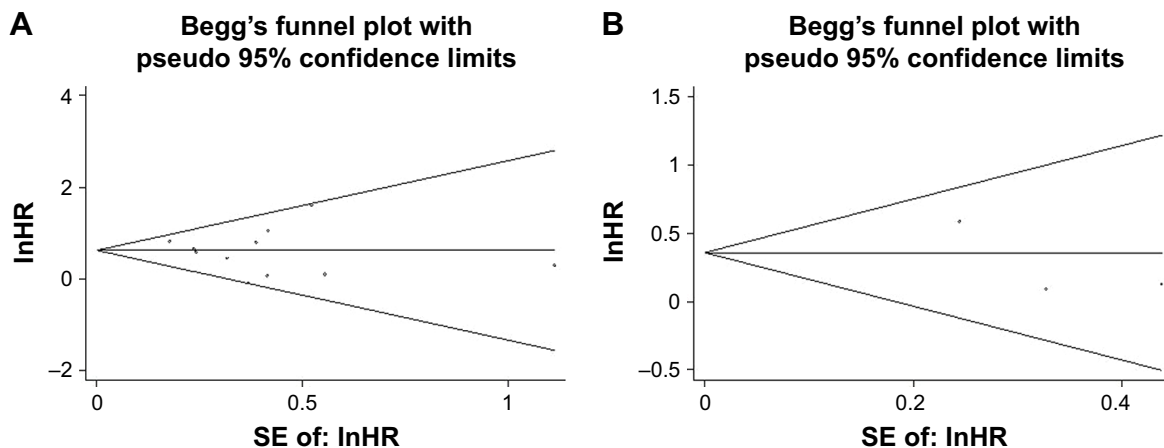 A
Begg's funnel plot with
pseudo 95% confidence limits
4
2
0
–2
lnHR
0
0.5
1
SE of: lnHR
B
Begg's funnel plot with
pseudo 95% confidence limits
1.5
1
0.5
0
–0.5
lnHR
0
0.2
0.4
SE of: lnHR